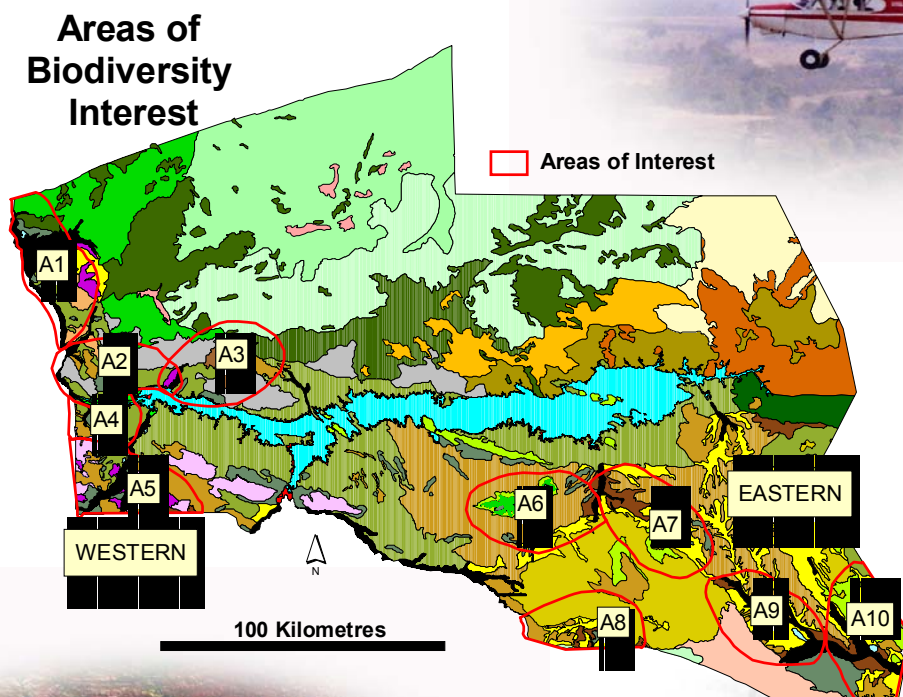 Areas of
Biodiversity
Interest
Areas of Interest
A1
A2
A3
A4
A5
A6
A7
EASTERN
WESTERN
N
A8
A9
A10
100 Kilometres